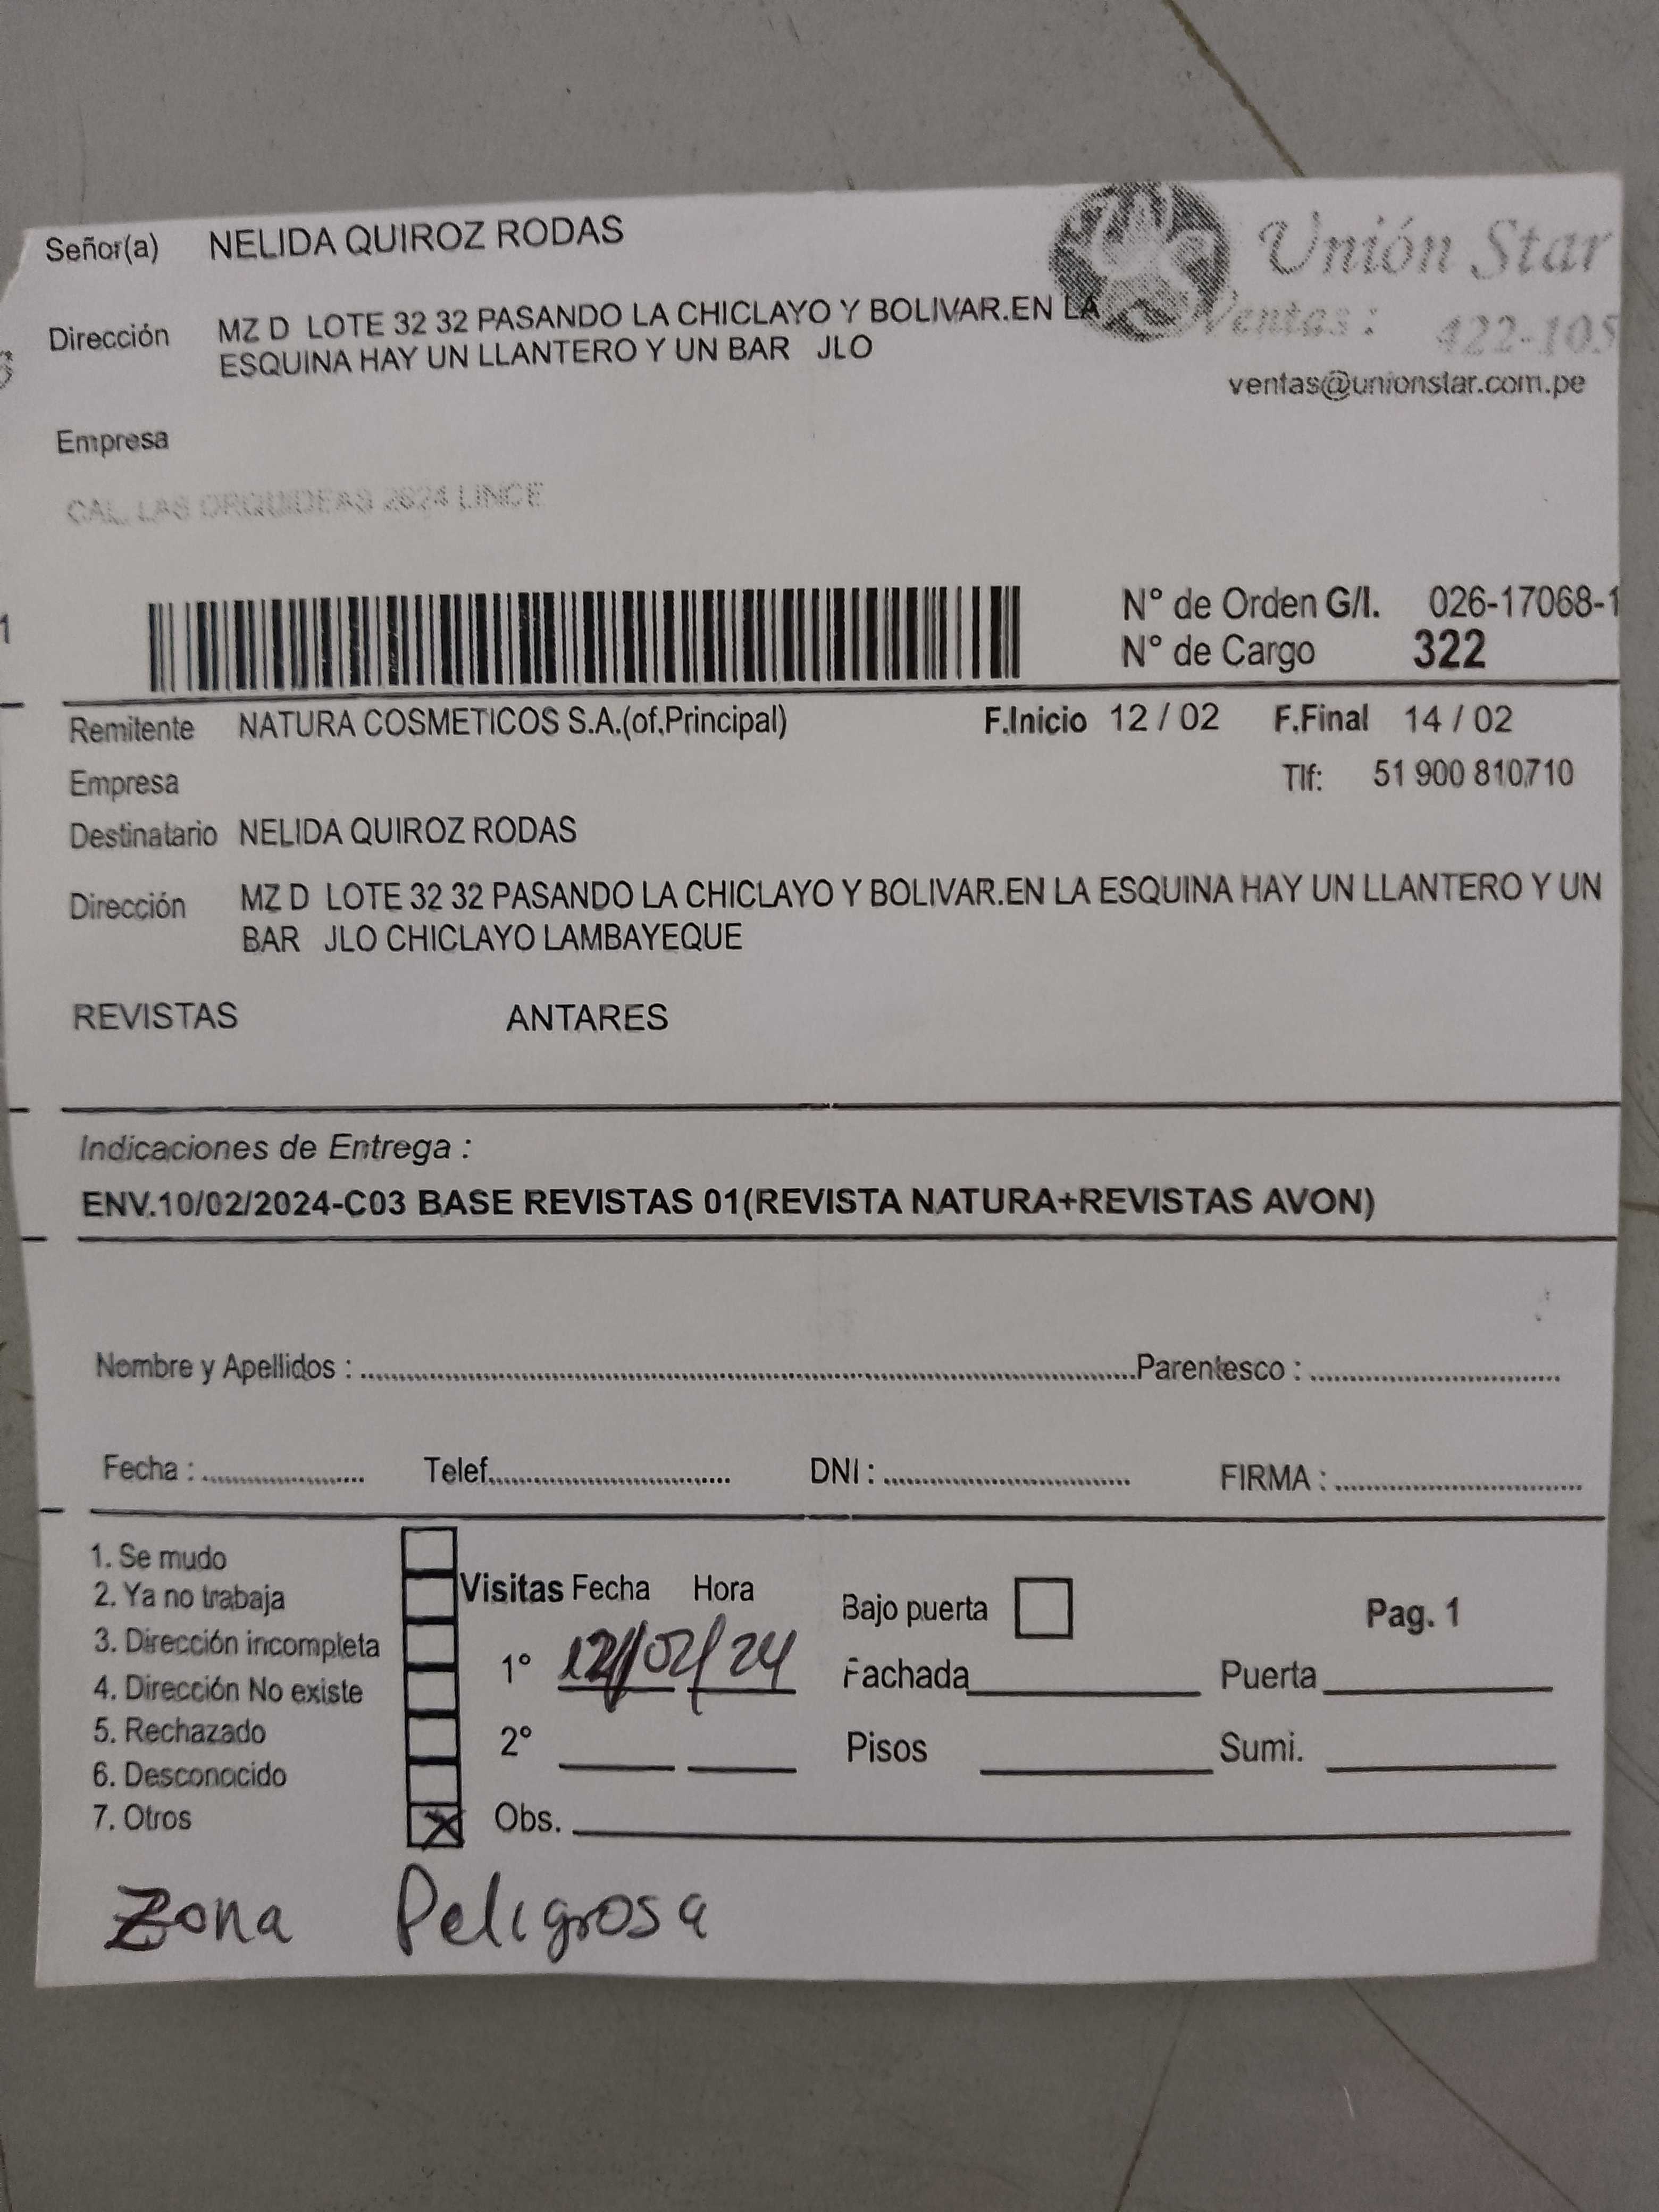 Señor(a) NELIDA QUIROZ RODAS
Unión Star
Dirección MZ D LOTE 32 32 PASANDO LA CHICLAYO Y BOLIVAR.EN LA
ESQUINA HAY UN LLANTERO Y UN BAR JLO
Ventas : 422-105
ventas@unionstar.com.pe
Empresa
CAL. LAS ORQUIDEAS 2624 LINCE
N° de Orden G/I. 026-17068-1
N° de Cargo 322
Remitente NATURA COSMETICOS S.A.(of.Principal) F.Inicio 12 / 02 F.Final 14 / 02
Empresa Tlf: 51 900 810710
Destinatario NELIDA QUIROZ RODAS
Dirección MZ D LOTE 32 32 PASANDO LA CHICLAYO Y BOLIVAR.EN LA ESQUINA HAY UN LLANTERO Y UN
BAR JLO CHICLAYO LAMBAYEQUE
REVISTAS ANTARES
Indicaciones de Entrega :
ENV.10/02/2024-C03 BASE REVISTAS 01(REVISTA NATURA+REVISTAS AVON)
Nombre y Apellidos : Parentesco :
Fecha : Telef. DNI : FIRMA :
1. Se mudo
2. Ya no trabaja
3. Dirección incompleta
4. Dirección No existe
5. Rechazado
6. Desconocido
7. Otros X
Visitas Fecha Hora
1° 12/02/24
2°
Obs.
Bajo puerta Pag. 1
Fachada Puerta
Pisos Sumi.
Zona Peligrosa